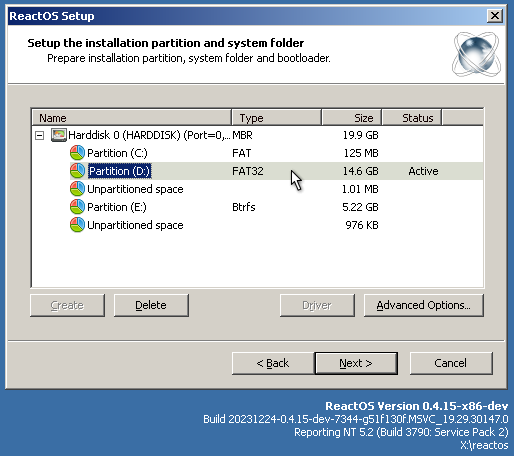 ReactOS Setup
Setup the installation partition and system folder
Prepare installation partition, system folder and bootloader.
Name Type Size Status
Harddisk 0 (HARDDISK) (Port=0,... MBR 19.9 GB
Partition (C:) FAT 125 MB
Partition (D:) FAT32 14.6 GB Active
Unpartitioned space 1.01 MB
Partition (E:) Btrfs 5.22 GB
Unpartitioned space 976 KB
Create Delete Driver Advanced Options...
< Back Next > Cancel
ReactOS Version 0.4.15-x86-dev
Build 20231224-0.4.15-dev-7344-g51f130f.MSVC_19.29.30147.0
Reporting NT 5.2 (Build 3790: Service Pack 2)
X:\reactos